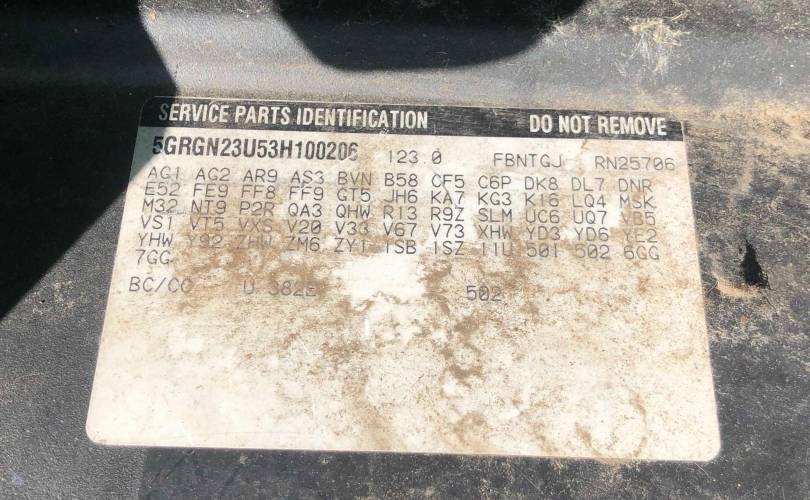 SERVICE PARTS IDENTIFICATION DO NOT REMOVE
5GRGN23U53H100206 123.0 FBNTGJ RN25706
AG1 AG2 AR9 AS3 BVN B58 CF5 C6P DK8 DL7 DNR
E52 FE9 FF8 FF9 GT5 JH6 KA7 KG3 K16 LQ4 MSK
M32 NT9 P2R QA3 QHW R13 R9Z SLM UC6 UQ7 VB5
VS1 VT5 VXS V20 V33 V67 V73 XHW YD3 YD6 YE2
YHW Y92 ZHW ZM6 ZY1 1SB 1SZ 11U 501 502 6GG
7GG
BC/CC U 382E 502